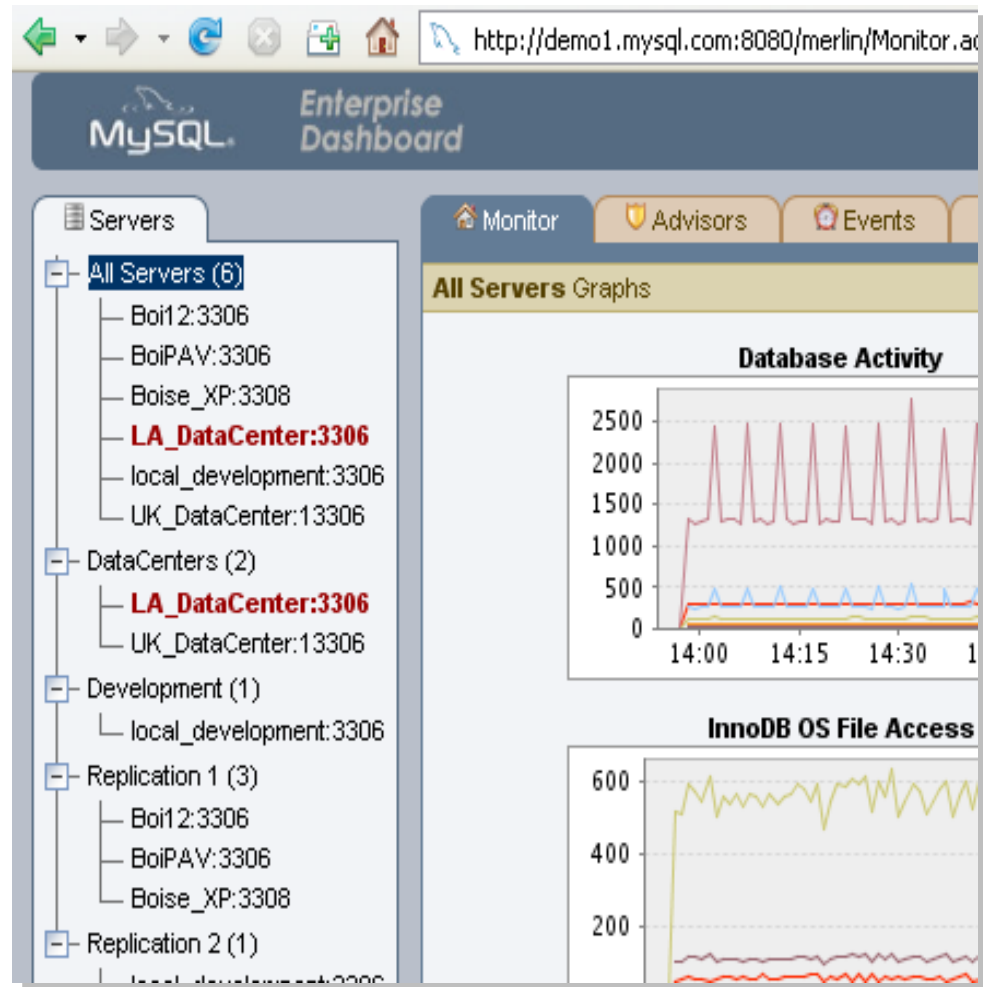 http://demo1.mysql.com:8080/merlin/Monitor.ac
MySQL.
Enterprise
Dashboard
Servers
All Servers (6)
Boi12:3306
BoiPAV:3306
Boise_XP:3308
LA_DataCenter:3306
local_development:3306
UK_DataCenter:13306
DataCenters (2)
LA_DataCenter:3306
UK_DataCenter:13306
Development (1)
local_development:3306
Replication 1 (3)
Boi12:3306
BoiPAV:3306
Boise_XP:3308
Replication 2 (1)
Monitor
Advisors
Events
All Servers Graphs
Database Activity
2500
2000
1500
1000
500
0
14:00 14:15 14:30 1
InnoDB OS File Access
600
400
200